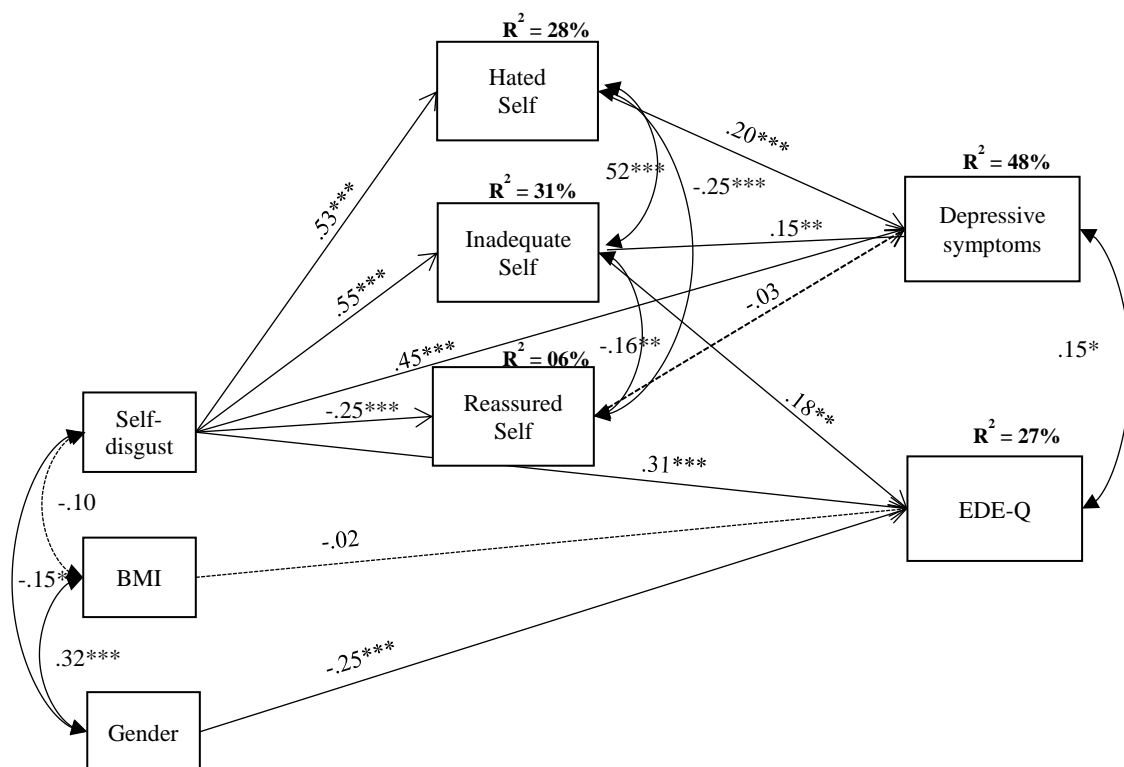 R² = 28%
Hated
Self
.53***
.20***
52***
-.25***
R² = 31%
Inadequate
Self
.55***
.15**
R² = 48%
Depressive
symptoms
-.03
.45***
-.16**
R² = 06%
Reassured
Self
-.25***
.15*
.18**
Self-
disgust
.31***
R² = 27%
EDE-Q
-.10
-.02
BMI
-.15*
.32***
-.25***
Gender